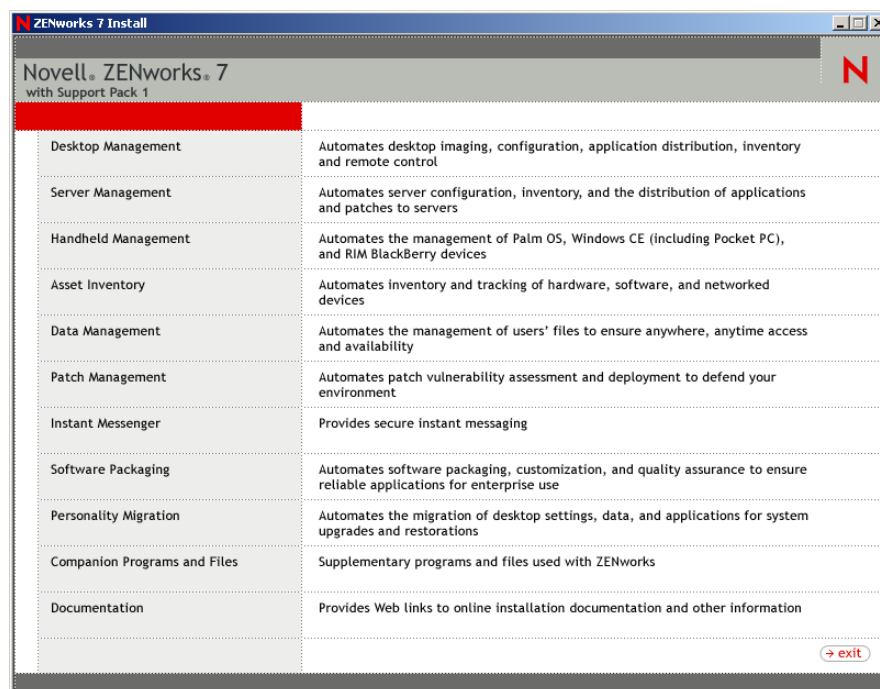 ZENworks 7 Install
Novell® ZENworks® 7
with Support Pack 1
N
Desktop Management
Automates desktop imaging, configuration, application distribution, inventory
and remote control
Server Management
Automates server configuration, inventory, and the distribution of applications
and patches to servers
Handheld Management
Automates the management of Palm OS, Windows CE (including Pocket PC),
and RIM BlackBerry devices
Asset Inventory
Automates inventory and tracking of hardware, software, and networked
devices
Data Management
Automates the management of users’ files to ensure anywhere, anytime access
and availability
Patch Management
Automates patch vulnerability assessment and deployment to defend your
environment
Instant Messenger
Provides secure instant messaging
Software Packaging
Automates software packaging, customization, and quality assurance to ensure
reliable applications for enterprise use
Personality Migration
Automates the migration of desktop settings, data, and applications for system
upgrades and restorations
Companion Programs and Files
Supplementary programs and files used with ZENworks
Documentation
Provides Web links to online installation documentation and other information
exit